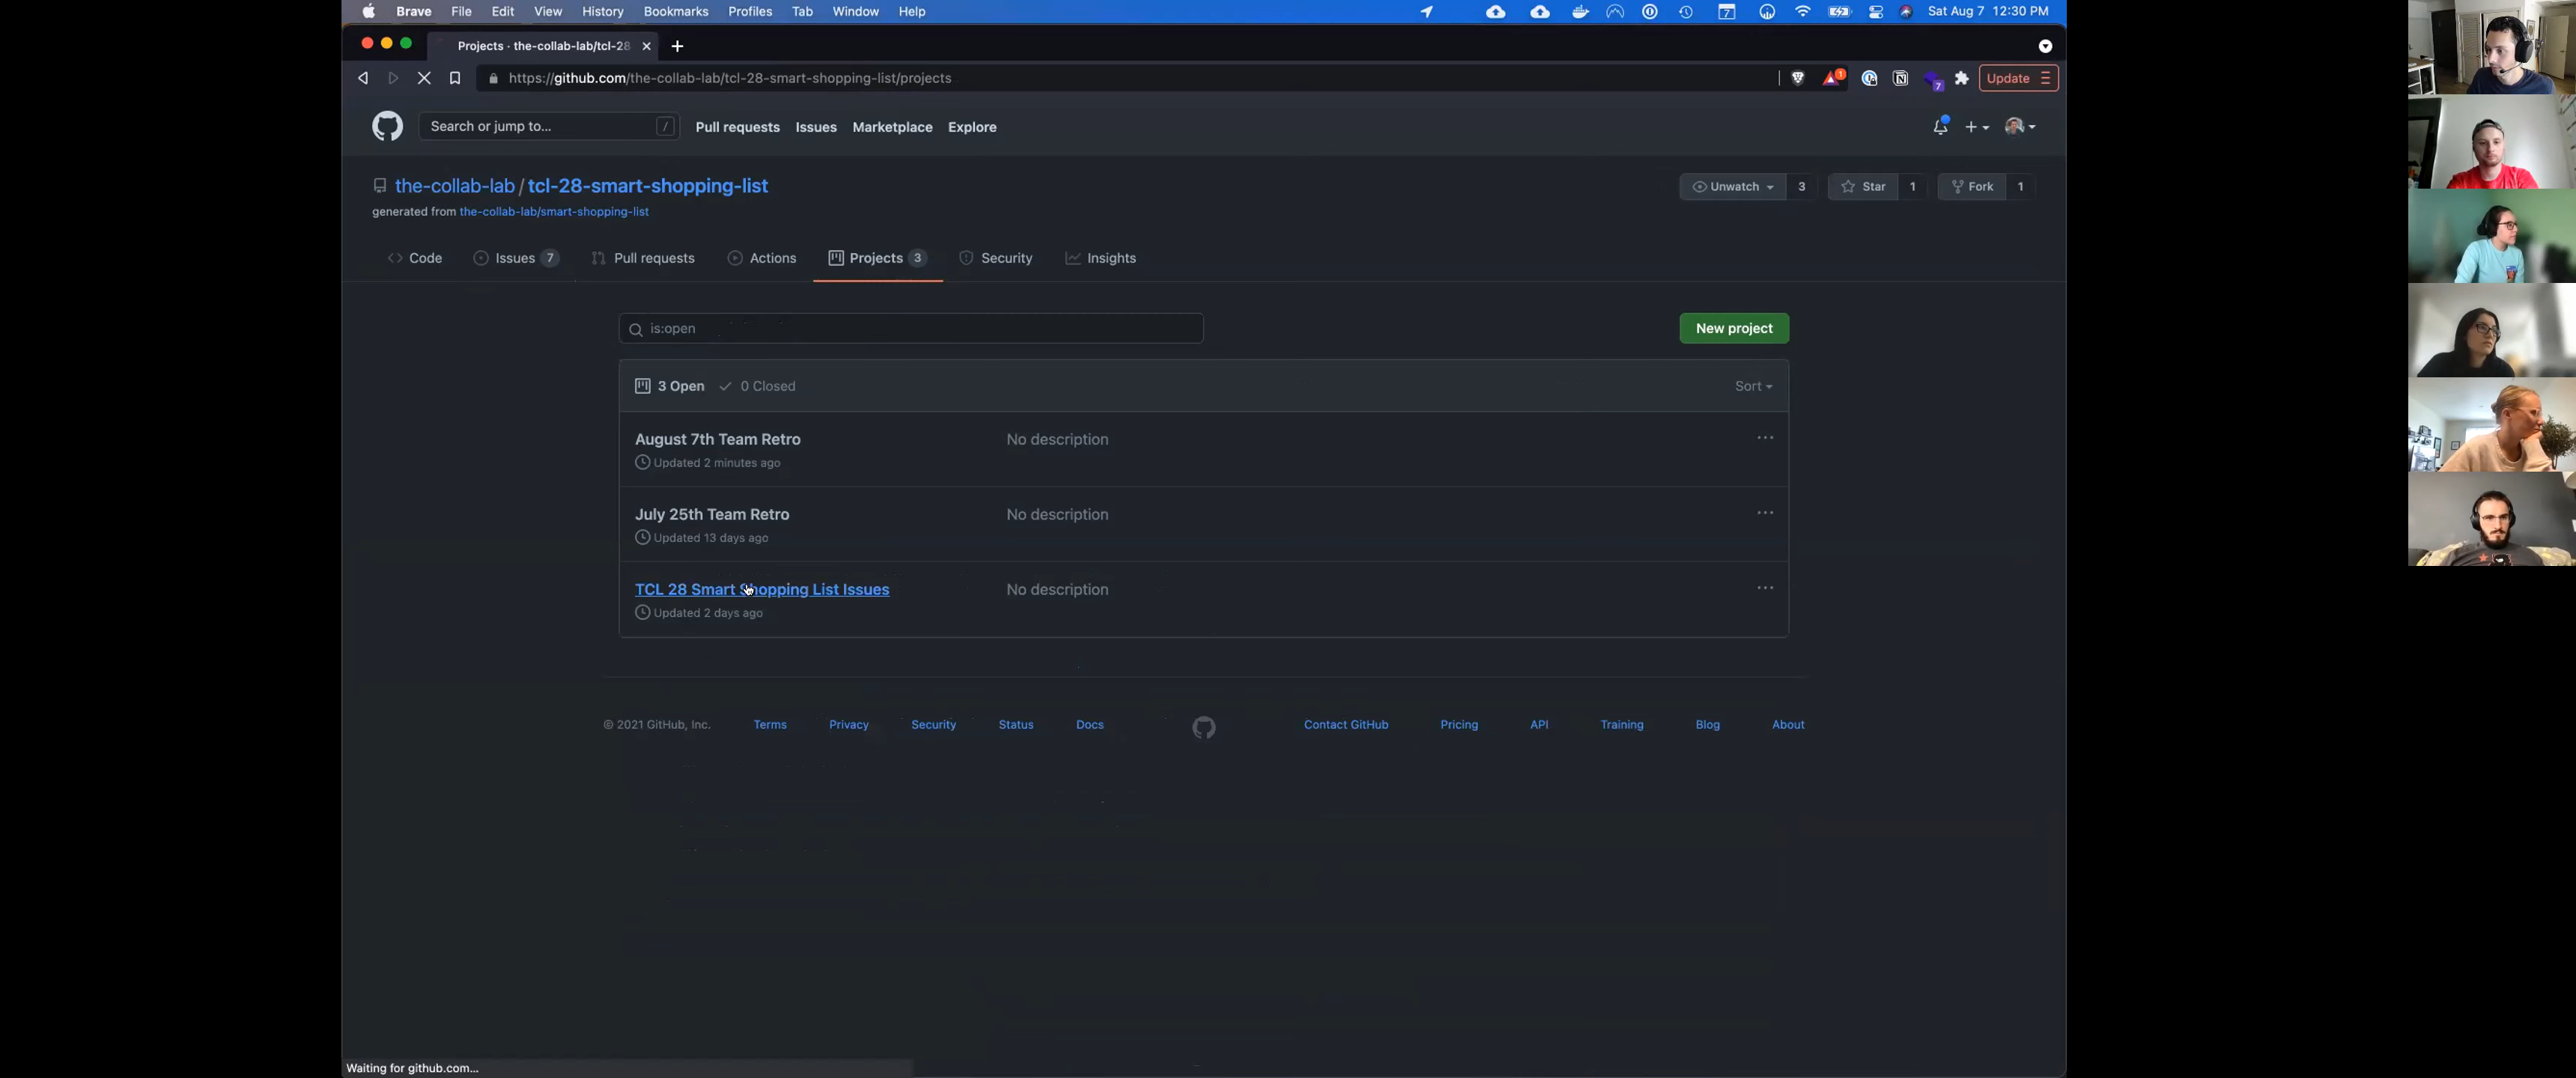 Brave File Edit View History Bookmarks Profiles Tab Window Help
7
Sat Aug 7 12:30 PM
Projects · the-collab-lab/tcl-28
https://github.com/the-collab-lab/tcl-28-smart-shopping-list/projects
1
7
Update
Search or jump to...
/
Pull requests Issues Marketplace Explore
the-collab-lab / tcl-28-smart-shopping-list
Unwatch 3 Star 1 Fork 1
generated from the-collab-lab/smart-shopping-list
Code Issues 7 Pull requests Actions Projects 3 Security Insights
is:open
New project
3 Open 0 Closed Sort
August 7th Team Retro No description
Updated 2 minutes ago
July 25th Team Retro No description
Updated 13 days ago
TCL 28 Smart Shopping List Issues No description
Updated 2 days ago
© 2021 GitHub, Inc. Terms Privacy Security Status Docs Contact GitHub Pricing API Training Blog About
Waiting for github.com...